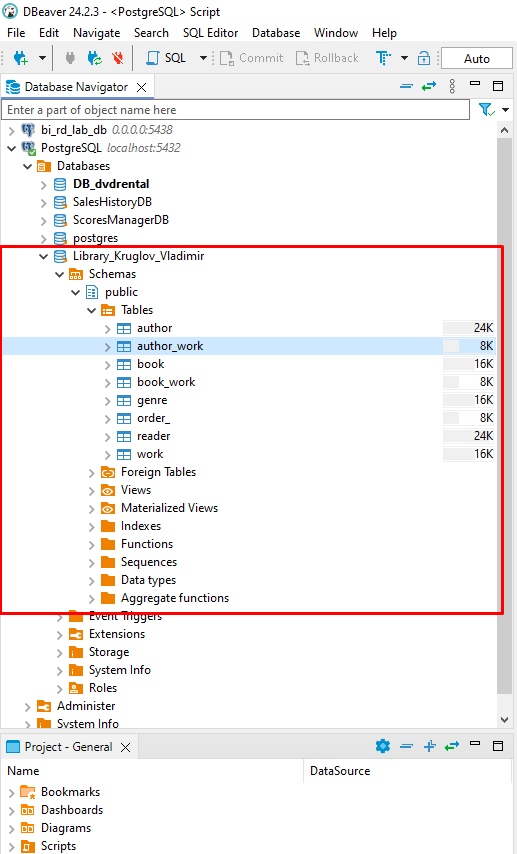 DBeaver 24.2.3 - <PostgreSQL> Script
File Edit Navigate Search SQL Editor Database Window Help
SQL Commit Rollback T Auto
Database Navigator
Enter a part of object name here
bi_rd_lab_db 0.0.0.0:5438
PostgreSQL localhost:5432
Databases
DB_dvdrental
SalesHistoryDB
ScoresManagerDB
postgres
Library_Kruglov_Vladimir
Schemas
public
Tables
author 24K
author_work 8K
book 16K
book_work 8K
genre 16K
order_ 8K
reader 24K
work 16K
Foreign Tables
Views
Materialized Views
Indexes
Functions
Sequences
Data types
Aggregate functions
Event Triggers
Extensions
Storage
System Info
Roles
Administer
System Info
Project - General
Name DataSource
Bookmarks
Dashboards
Diagrams
Scripts